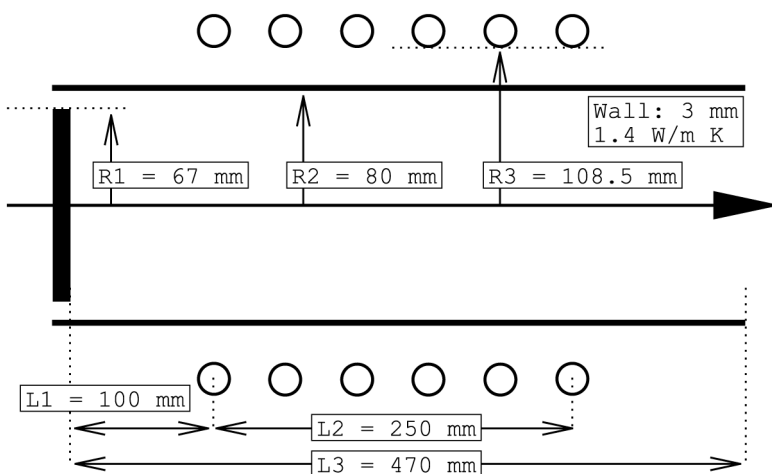 Wall: 3 mm
1.4 W/m K
R1 = 67 mm
R2 = 80 mm
R3 = 108.5 mm
L1 = 100 mm
L2 = 250 mm
L3 = 470 mm